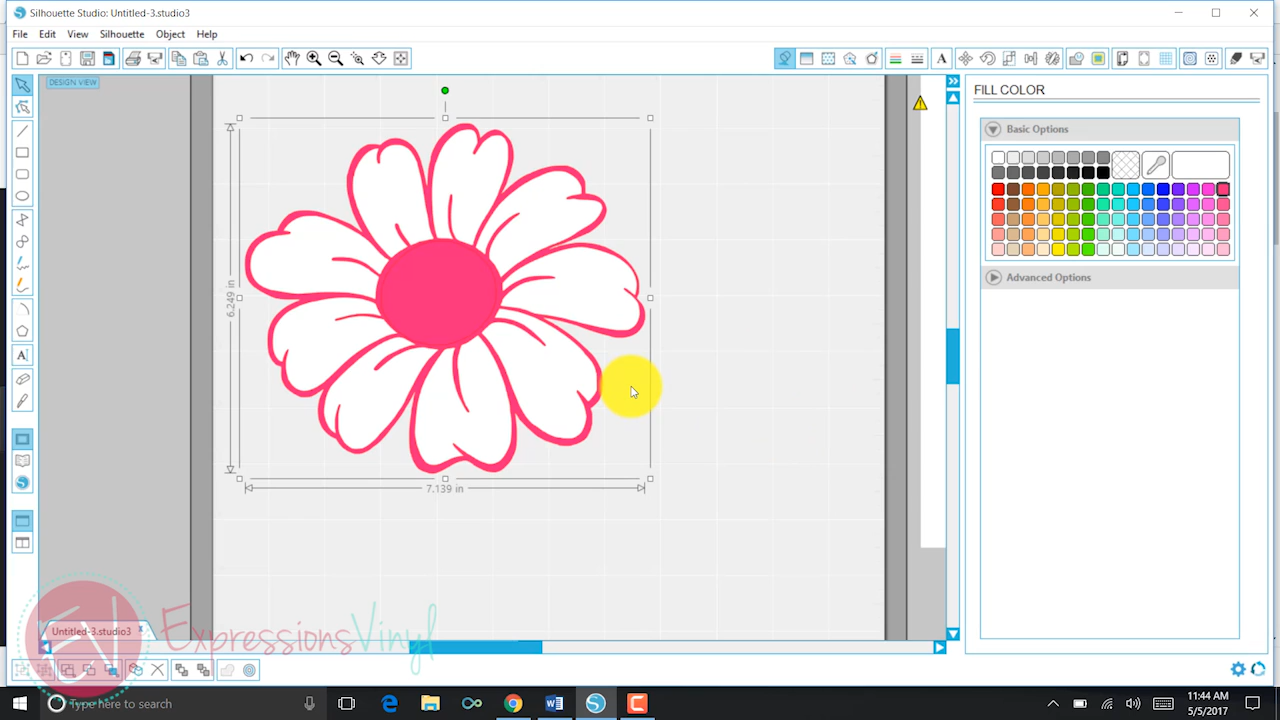 Silhouette Studio: Untitled-3.studio3
File Edit View Silhouette Object Help
DESIGN VIEW
A
FILL COLOR
Basic Options
Advanced Options
6.249 in
7.139 in
A
Untitled-3.studio3 x
EV ExpressionsVinyl
Type here to search
11:44 AM
5/5/2017